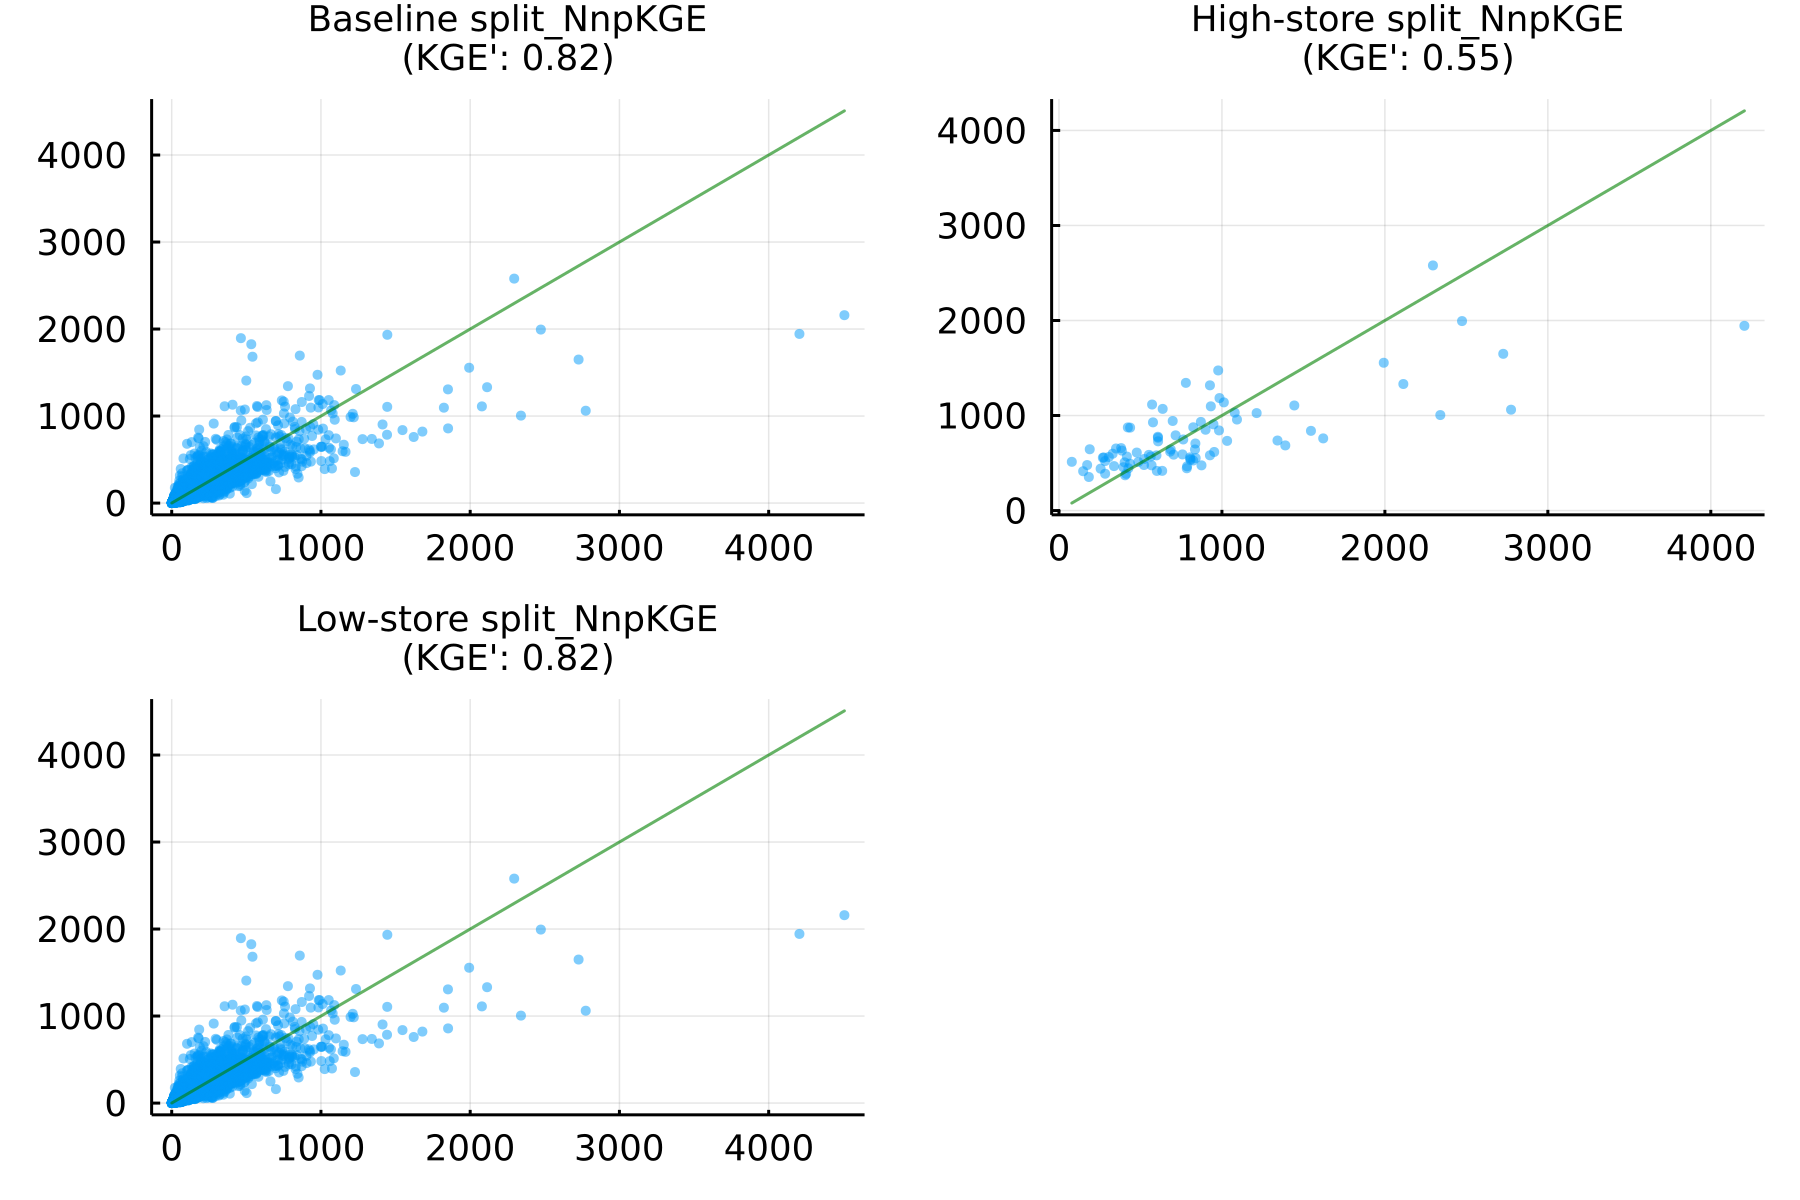 Baseline split_NnpKGE
(KGE': 0.82)
4000
3000
2000
1000
0
0 1000 2000 3000 4000
High-store split_NnpKGE
(KGE': 0.55)
4000
3000
2000
1000
0
0 1000 2000 3000 4000
Low-store split_NnpKGE
(KGE': 0.82)
4000
3000
2000
1000
0
0 1000 2000 3000 4000